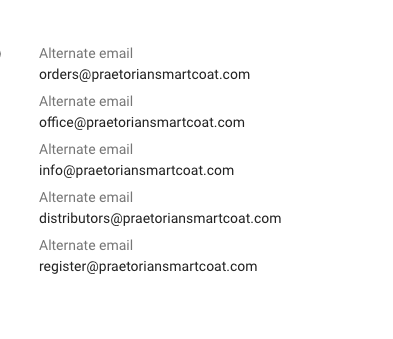 Alternate email
orders@praetoriansmartcoat.com
Alternate email
office@praetoriansmartcoat.com
Alternate email
info@praetoriansmartcoat.com
Alternate email
distributors@praetoriansmartcoat.com
Alternate email
register@praetoriansmartcoat.com